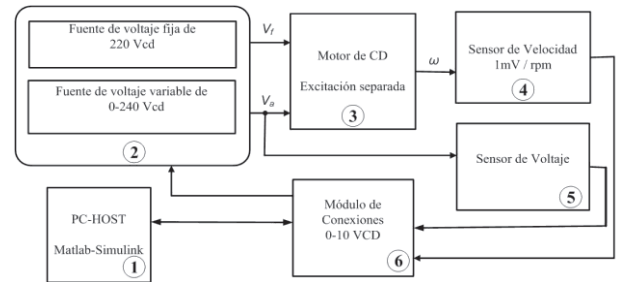 Fuente de voltaje fija de
220 Vcd
Fuente de voltaje variable de
0-240 Vcd
2
Vf
Va
Motor de CD
Excitación separada
3
ω
Sensor de Velocidad
1mV / rpm
4
Sensor de Voltaje
5
PC-HOST
Matlab-Simulink
1
Módulo de
Conexiones
0-10 VCD
6